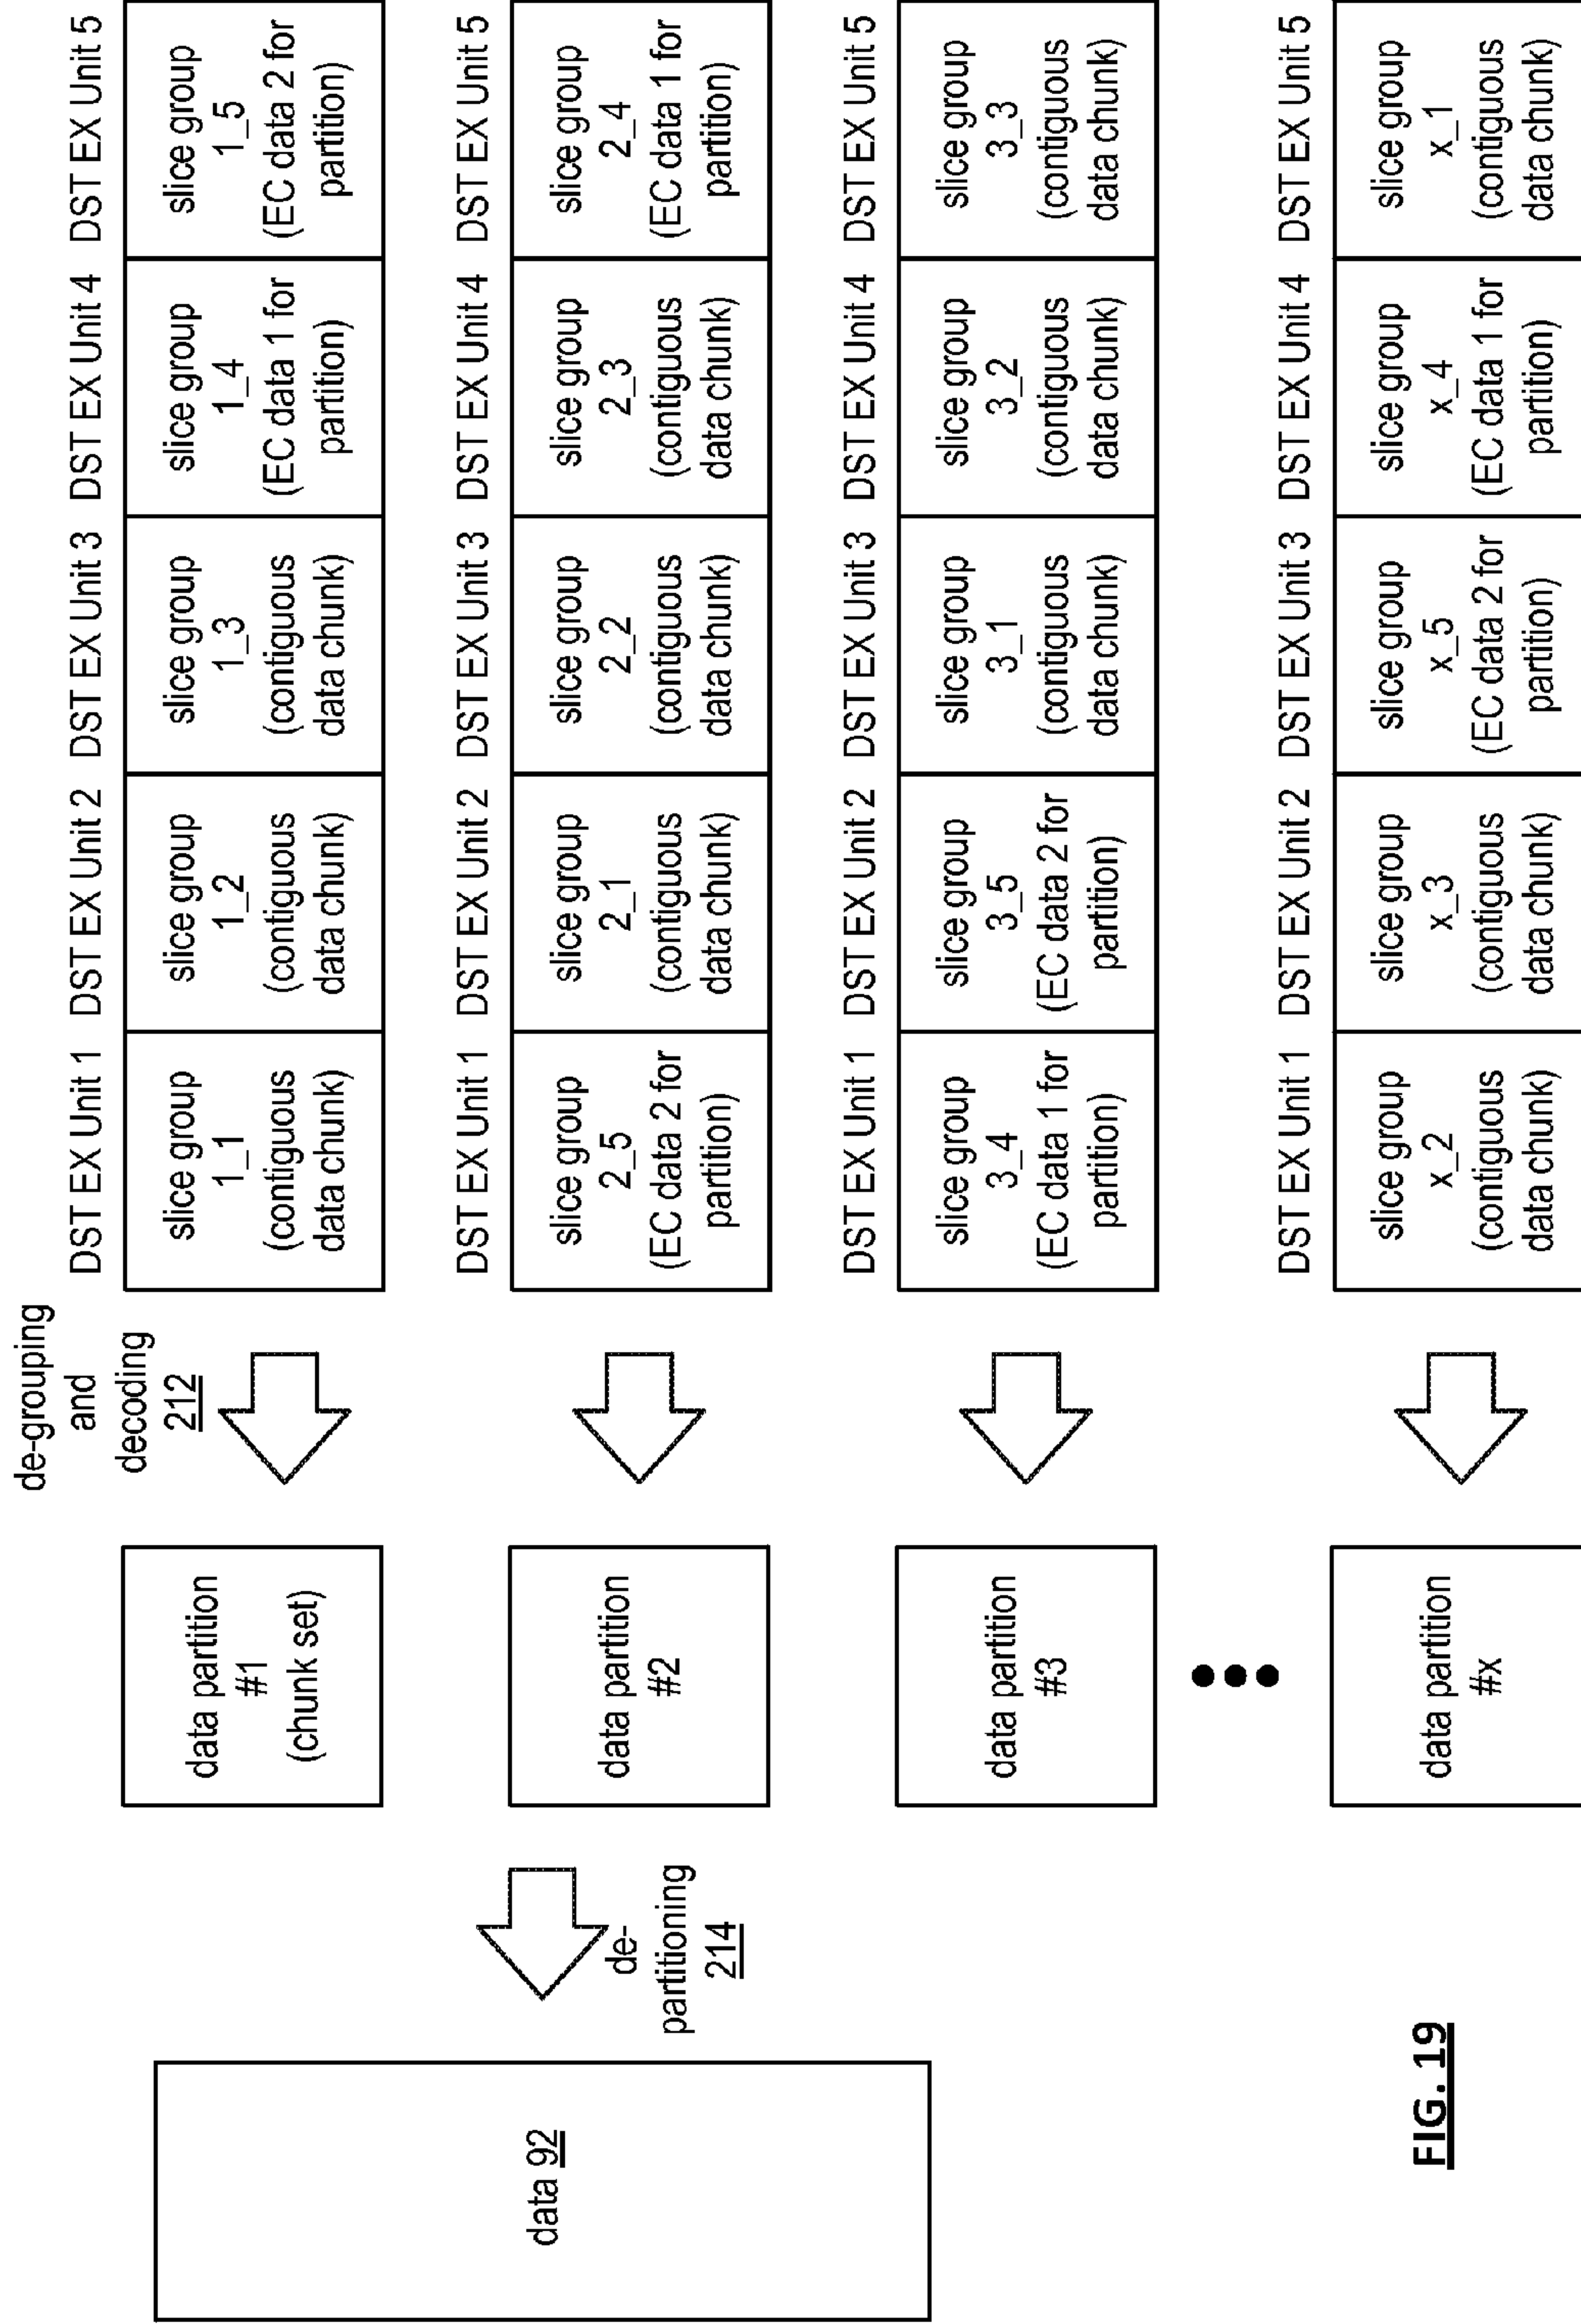 de-grouping
and
decoding
212
data 92
de-
partitioning
214
data partition
#1
(chunk set)
DST EX Unit 1
slice group
1_1
(contiguous
data chunk)
DST EX Unit 2
slice group
1_2
(contiguous
data chunk)
DST EX Unit 3
slice group
1_3
(contiguous
data chunk)
DST EX Unit 4
slice group
1_4
(EC data 1 for
partition)
DST EX Unit 5
slice group
1_5
(EC data 2 for
partition)
data partition
#2
DST EX Unit 1
slice group
2_5
(EC data 2 for
partition)
DST EX Unit 2
slice group
2_1
(contiguous
data chunk)
DST EX Unit 3
slice group
2_2
(contiguous
data chunk)
DST EX Unit 4
slice group
2_3
(contiguous
data chunk)
DST EX Unit 5
slice group
2_4
(EC data 1 for
partition)
data partition
#3
DST EX Unit 1
slice group
3_4
(EC data 1 for
partition)
DST EX Unit 2
slice group
3_5
(EC data 2 for
partition)
DST EX Unit 3
slice group
3_1
(contiguous
data chunk)
DST EX Unit 4
slice group
3_2
(contiguous
data chunk)
DST EX Unit 5
slice group
3_3
(contiguous
data chunk)
data partition
#x
DST EX Unit 1
slice group
x_2
(contiguous
data chunk)
DST EX Unit 2
slice group
x_3
(contiguous
data chunk)
DST EX Unit 3
slice group
x_5
(EC data 2 for
partition)
DST EX Unit 4
slice group
x_4
(EC data 1 for
partition)
DST EX Unit 5
slice group
x_1
(contiguous
data chunk)
FIG. 19